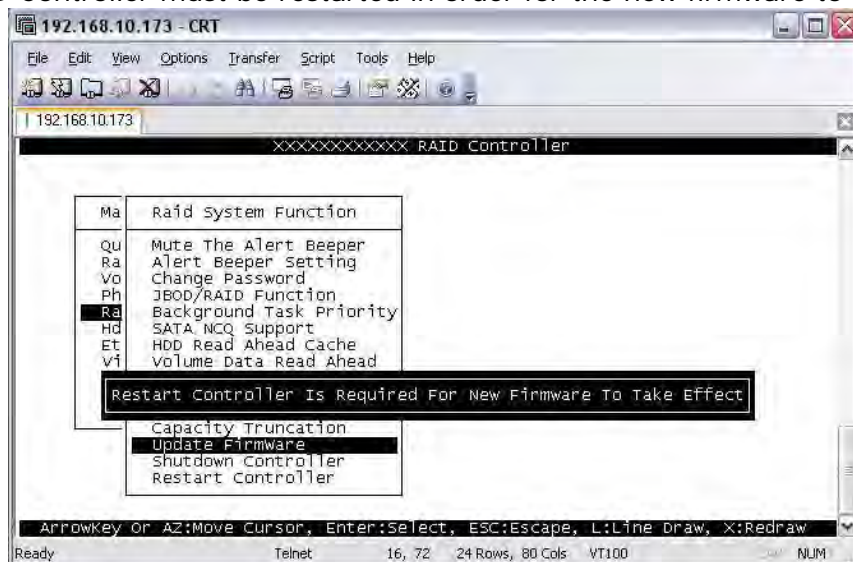 controller must be restarted in order for the new firmware to
192.168.10.173 - CRT
File Edit View Options Transfer Script Tools Help
192.168.10.173
XXXXXXXXXXXX RAID Controller
Ma Raid System Function
Qu Mute The Alert Beeper
Ra Alert Beeper Setting
Vo Change Password
Ph JBOD/RAID Function
Ra Background Task Priority
Hd SATA NCQ Support
Et HDD Read Ahead Cache
Vi Volume Data Read Ahead
Restart Controller Is Required For New Firmware To Take Effect
Capacity Truncation
Update Firmware
Shutdown Controller
Restart Controller
ArrowKey Or AZ:Move Cursor, Enter:Select, ESC:Escape, L:Line Draw, X:Redraw
Ready Telnet 16, 72 24 Rows, 80 Cols VT100 NUM